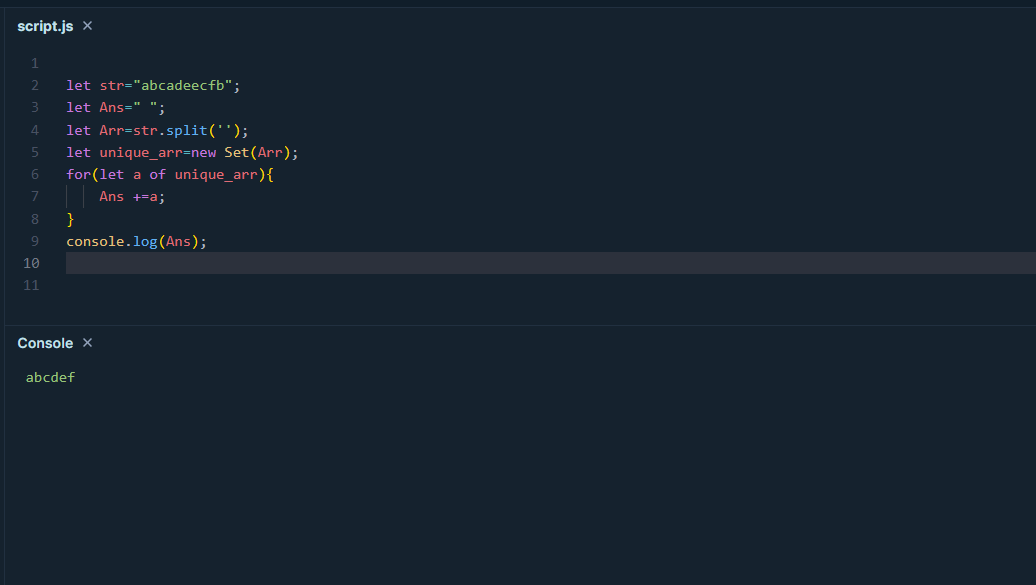 script.js ×
1
2 let str="abcadeecfb";
3 let Ans=" ";
4 let Arr=str.split('');
5 let unique_arr=new Set(Arr);
6 for(let a of unique_arr){
7 Ans +=a;
8 }
9 console.log(Ans);
10
11
Console ×
abcdef